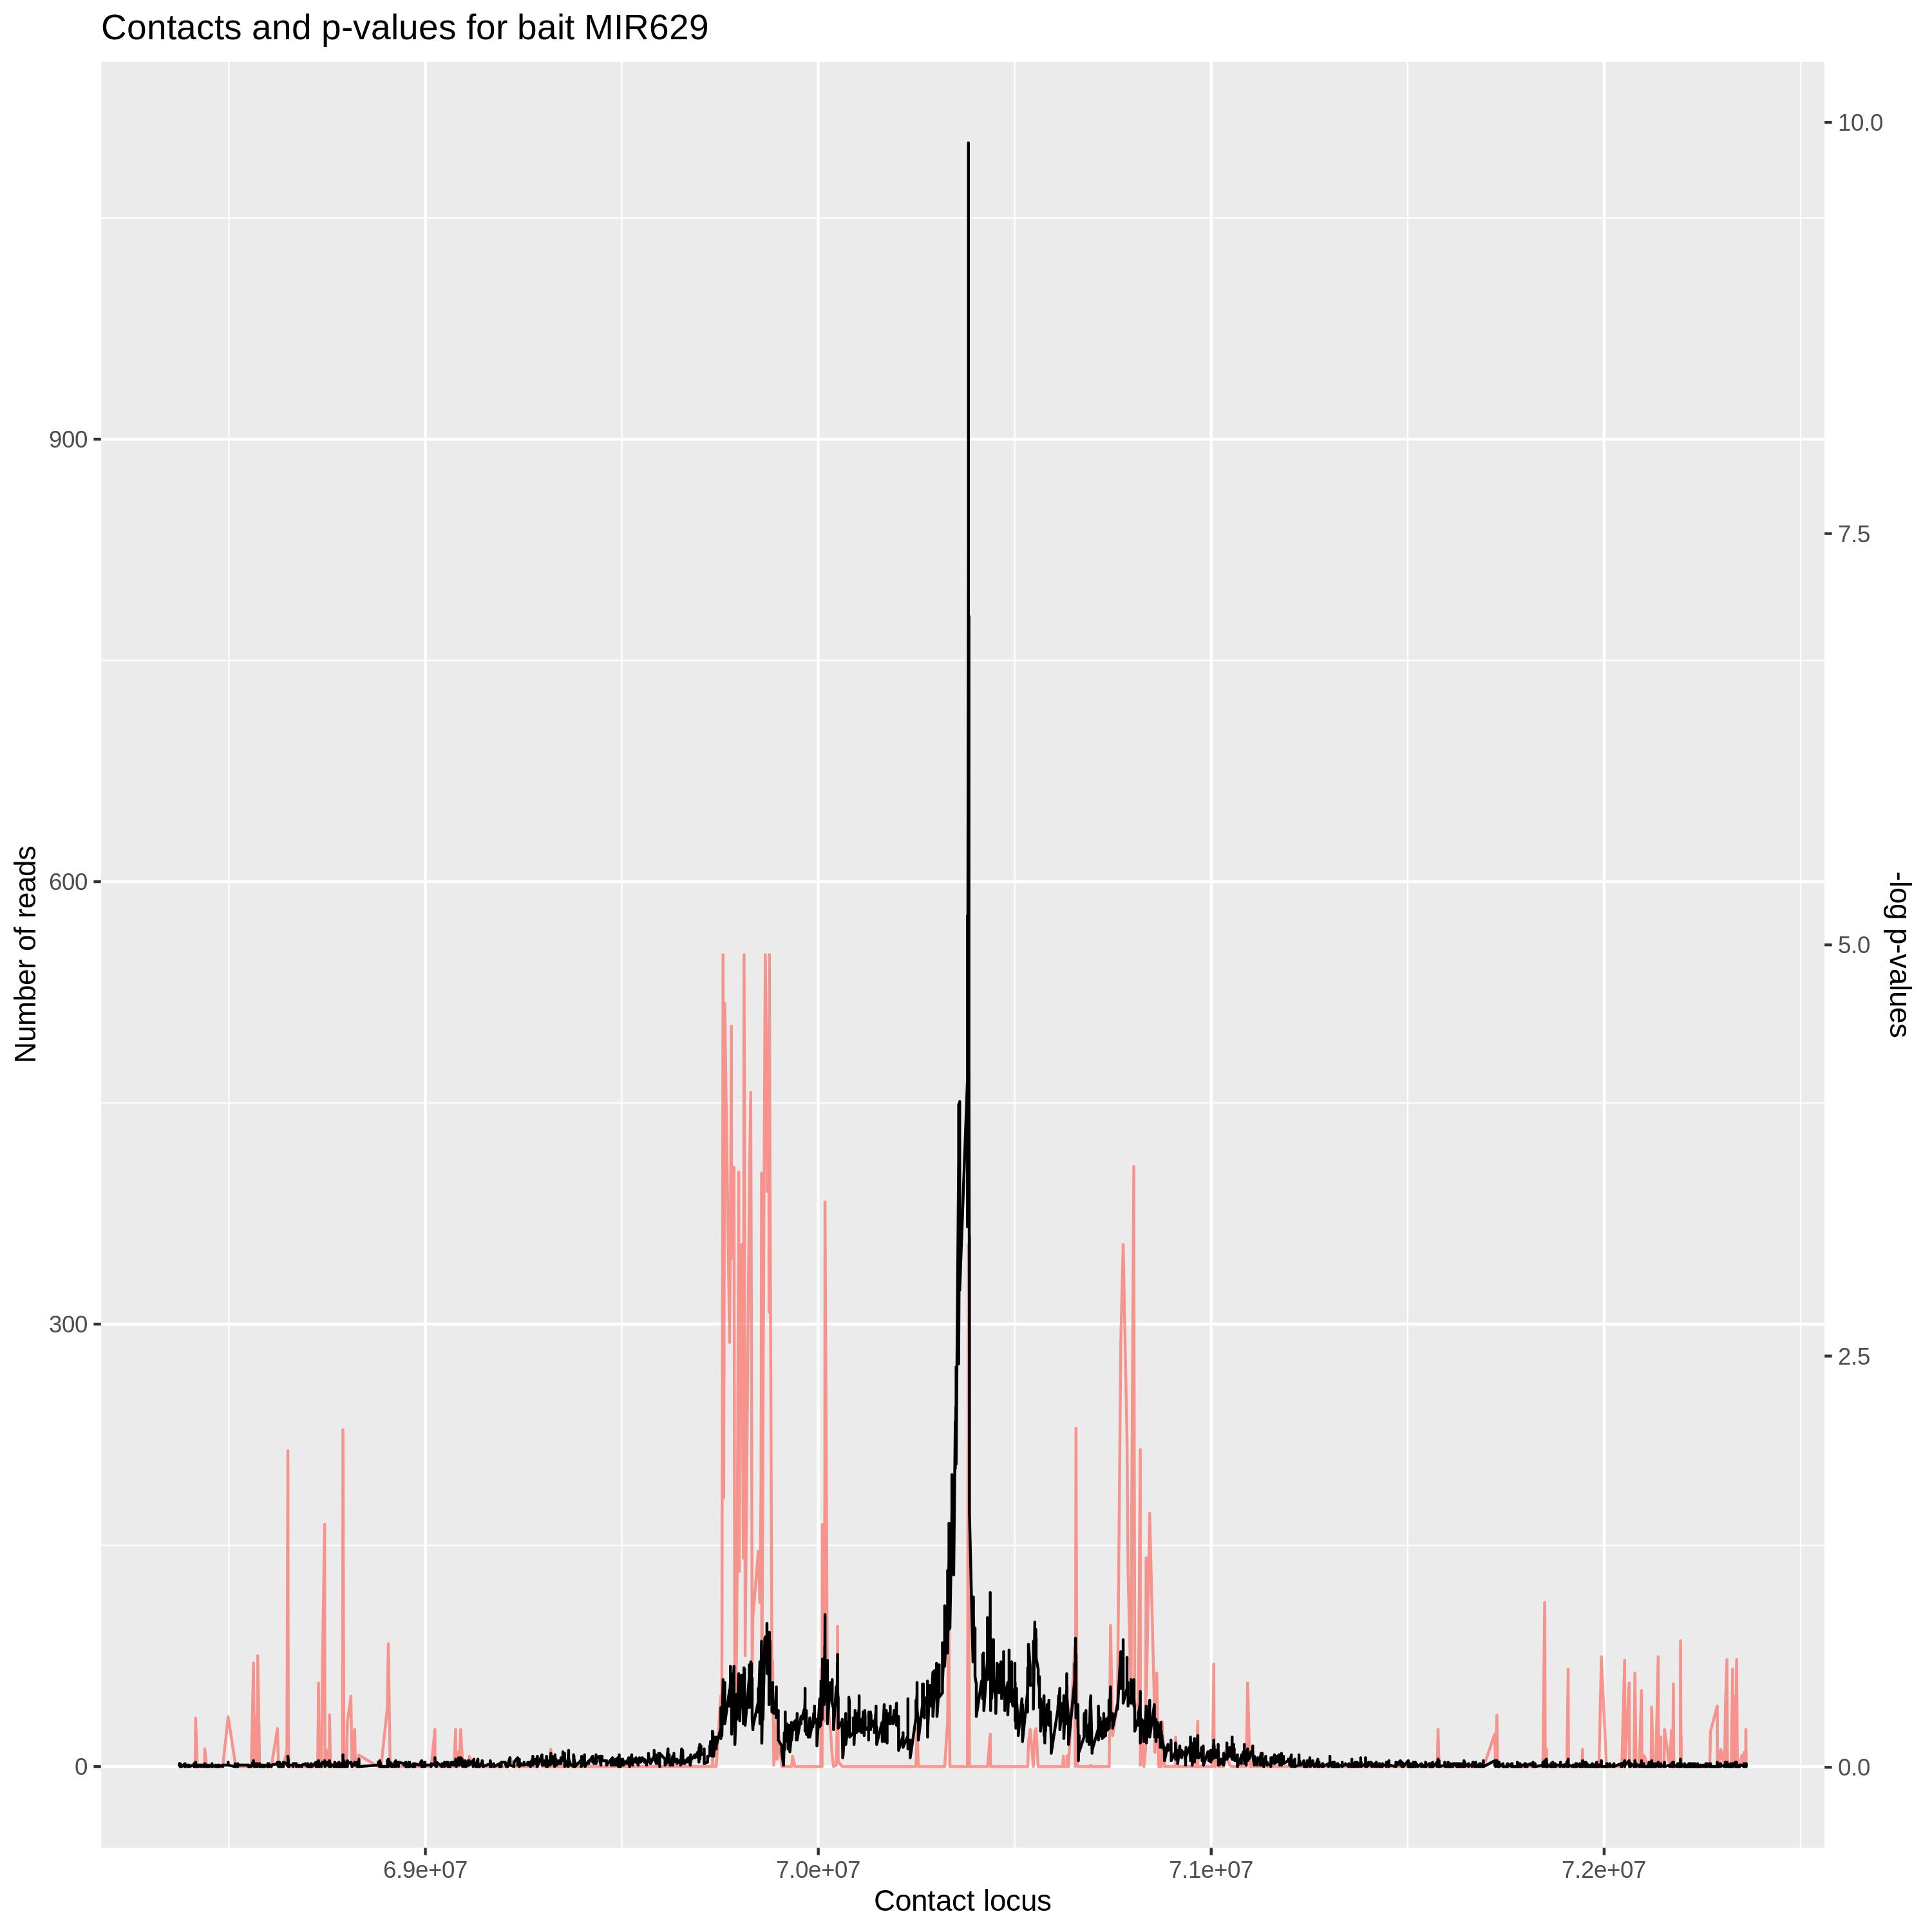 Contacts and p-values for bait MIR629
10.0
900
7.5
Number of reads
600
5.0
-log p-values
300
2.5
0
0.0
6.9e+07
7.0e+07
7.1e+07
7.2e+07
Contact locus